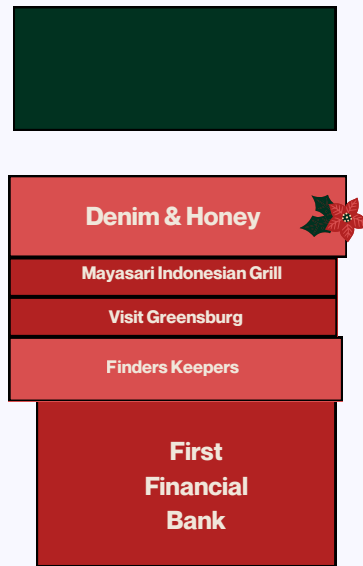 Denim & Honey
Mayasari Indonesian Grill
Visit Greensburg
Finders Keepers
First
Financial
Bank